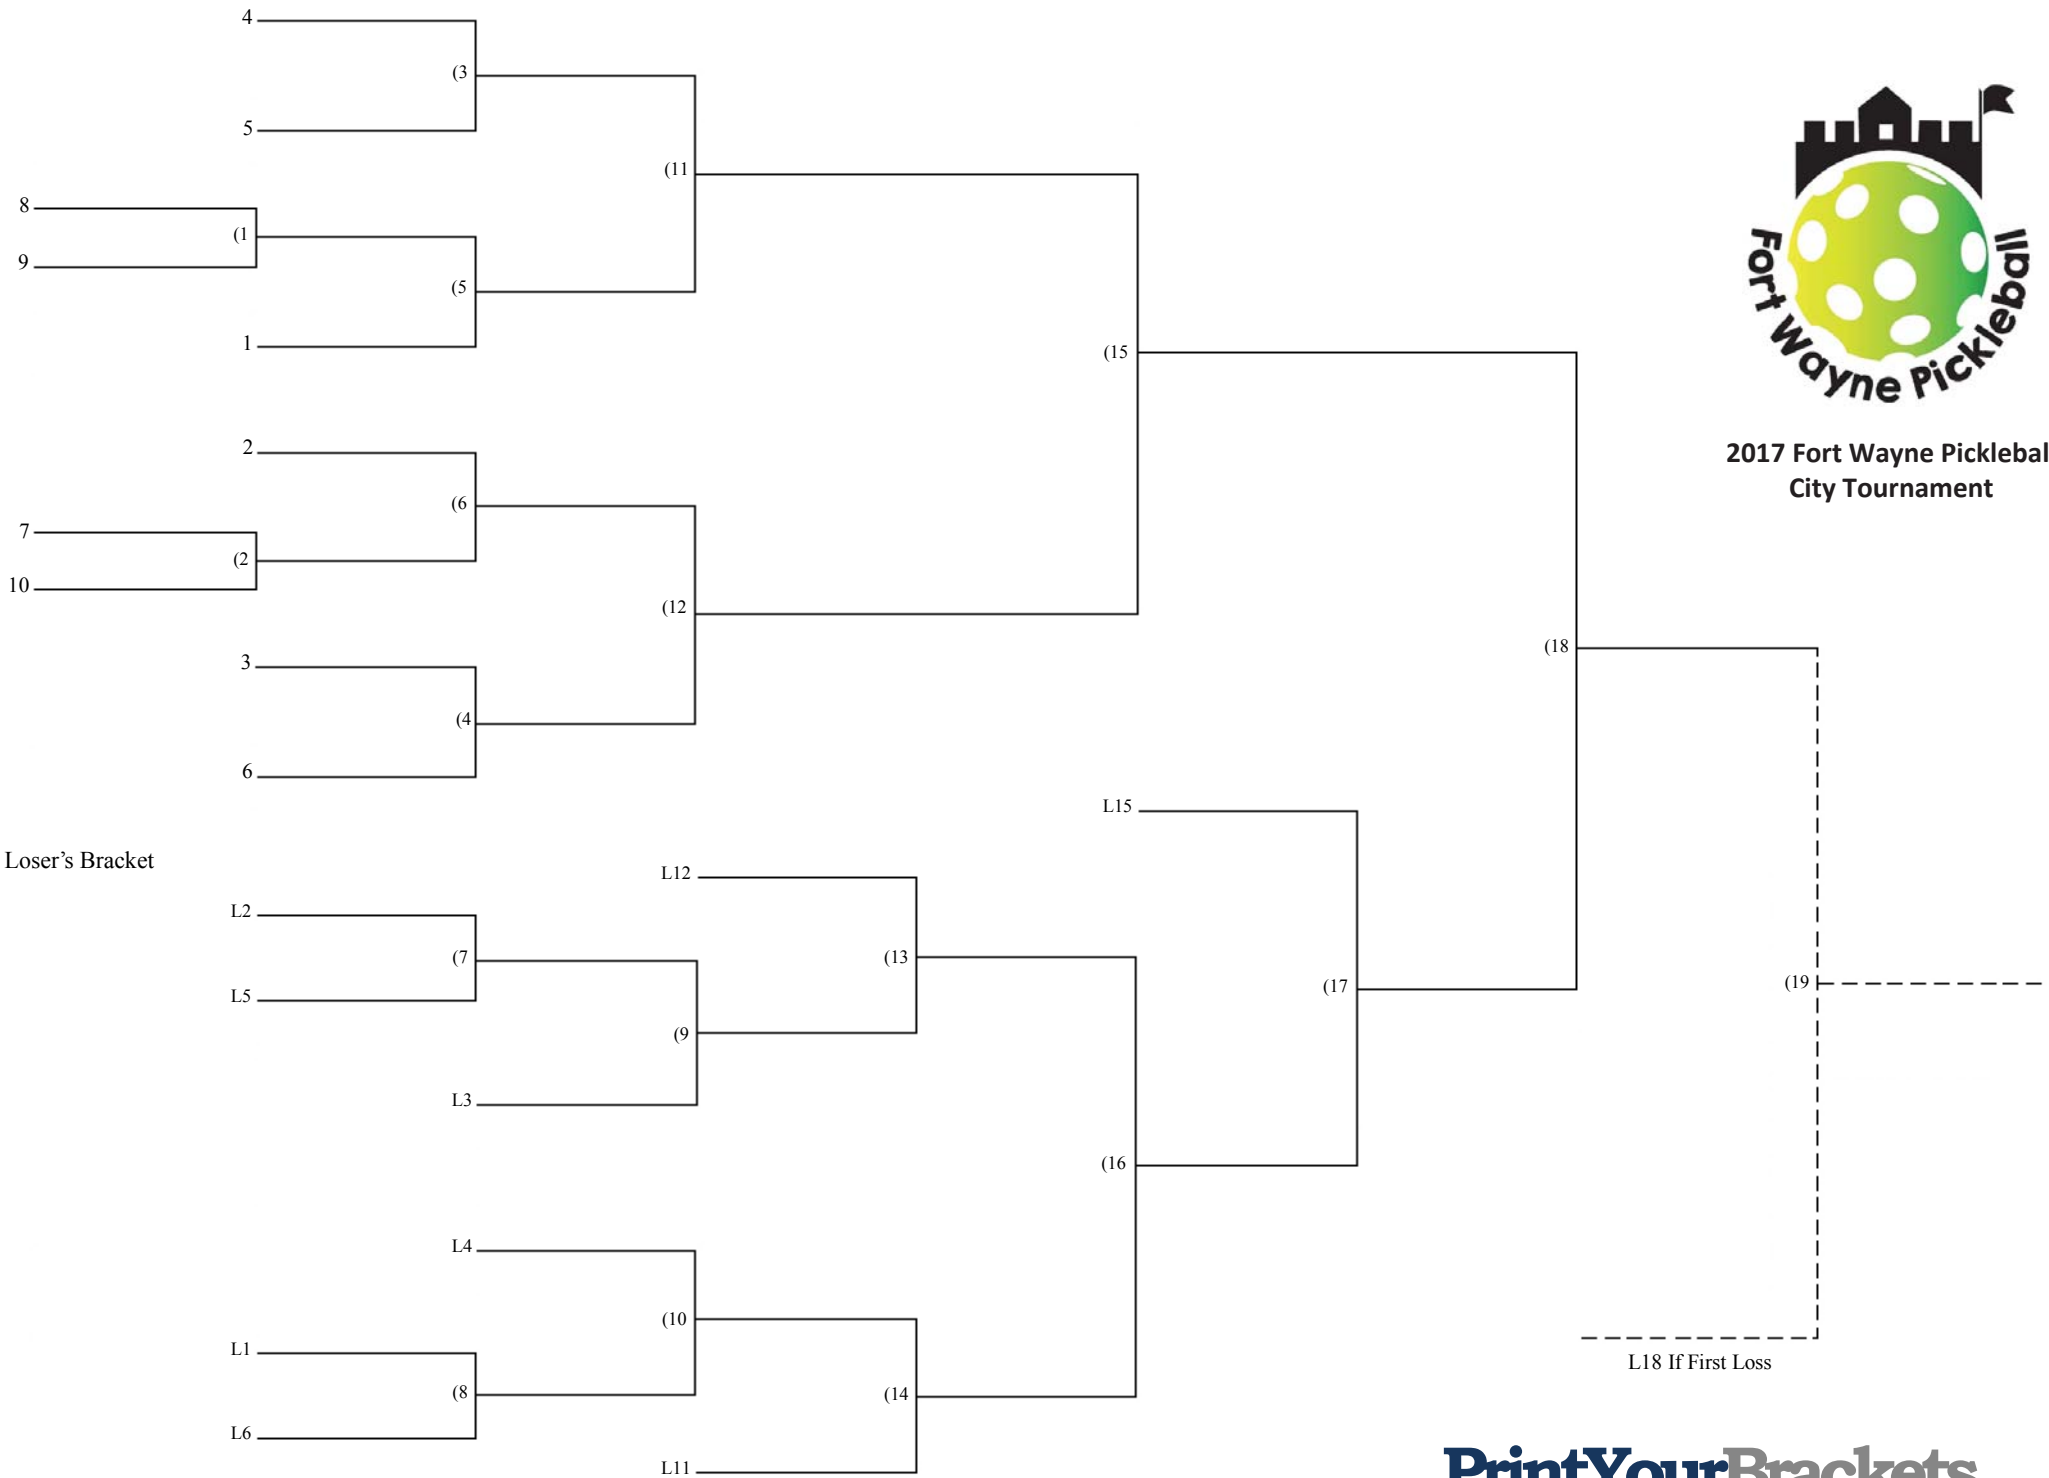 4
(3
5
(11
8
(1
9
(5
1
(15
2
(6
7
(2
10
(12
3
(4
6
(18
Fort Wayne Pickleball
2017 Fort Wayne Picklebal
City Tournament
L15
Loser’s Bracket
L12
L2
(7
(13
L5
(17
(19
(9
L3
(16
L4
(10
L1
(8
(14
L6
L11
L18 If First Loss
PrintYourBrackets